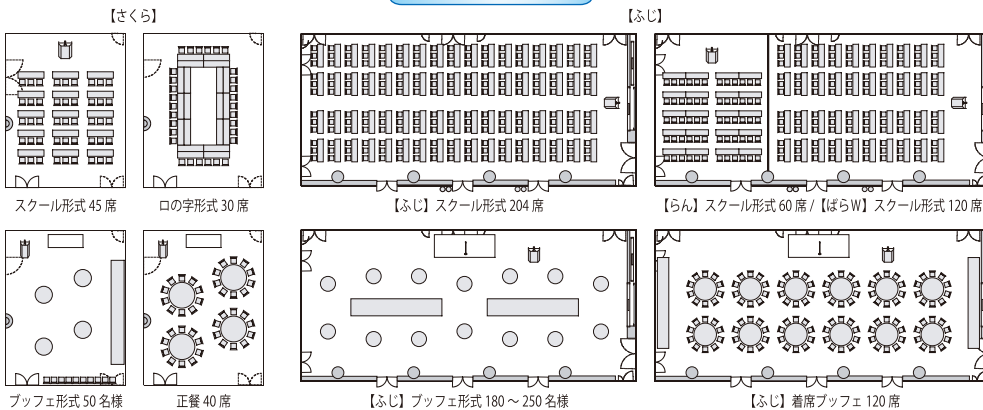 【さくら】
【ふじ】
スクール形式 45 席
ロの字形式 30 席
【ふじ】スクール形式 204 席
【らん】スクール形式 60 席 /【ばらW】スクール形式 120 席
ブッフェ形式 50 名様
正餐 40 席
【ふじ】ブッフェ形式 180 〜 250 名様
【ふじ】着席ブッフェ 120 席